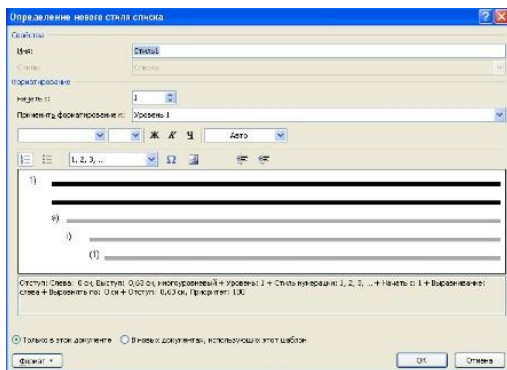 Определение нового стиля списка
Свойства
Имя: Стиль1
Стиль: Списка
Форматирование
Начать с: 1
Применить форматирование к: Уровень 1
Ж К Ч Авто
1, 2, 3, ... Ω
1)
a)
i)
(1)
Отступ: Слева: 0 см, Выступ: 0,63 см, многоуровневый + Уровень: 1 + Стиль нумерации: 1, 2, 3, ... + Начать с: 1 + Выравнивание:
слева + Выровнять по: 0 см + Отступ: 0,63 см, Приоритет: 100
Только в этом документе В новых документах, использующих этот шаблон
Формат OK Отмена